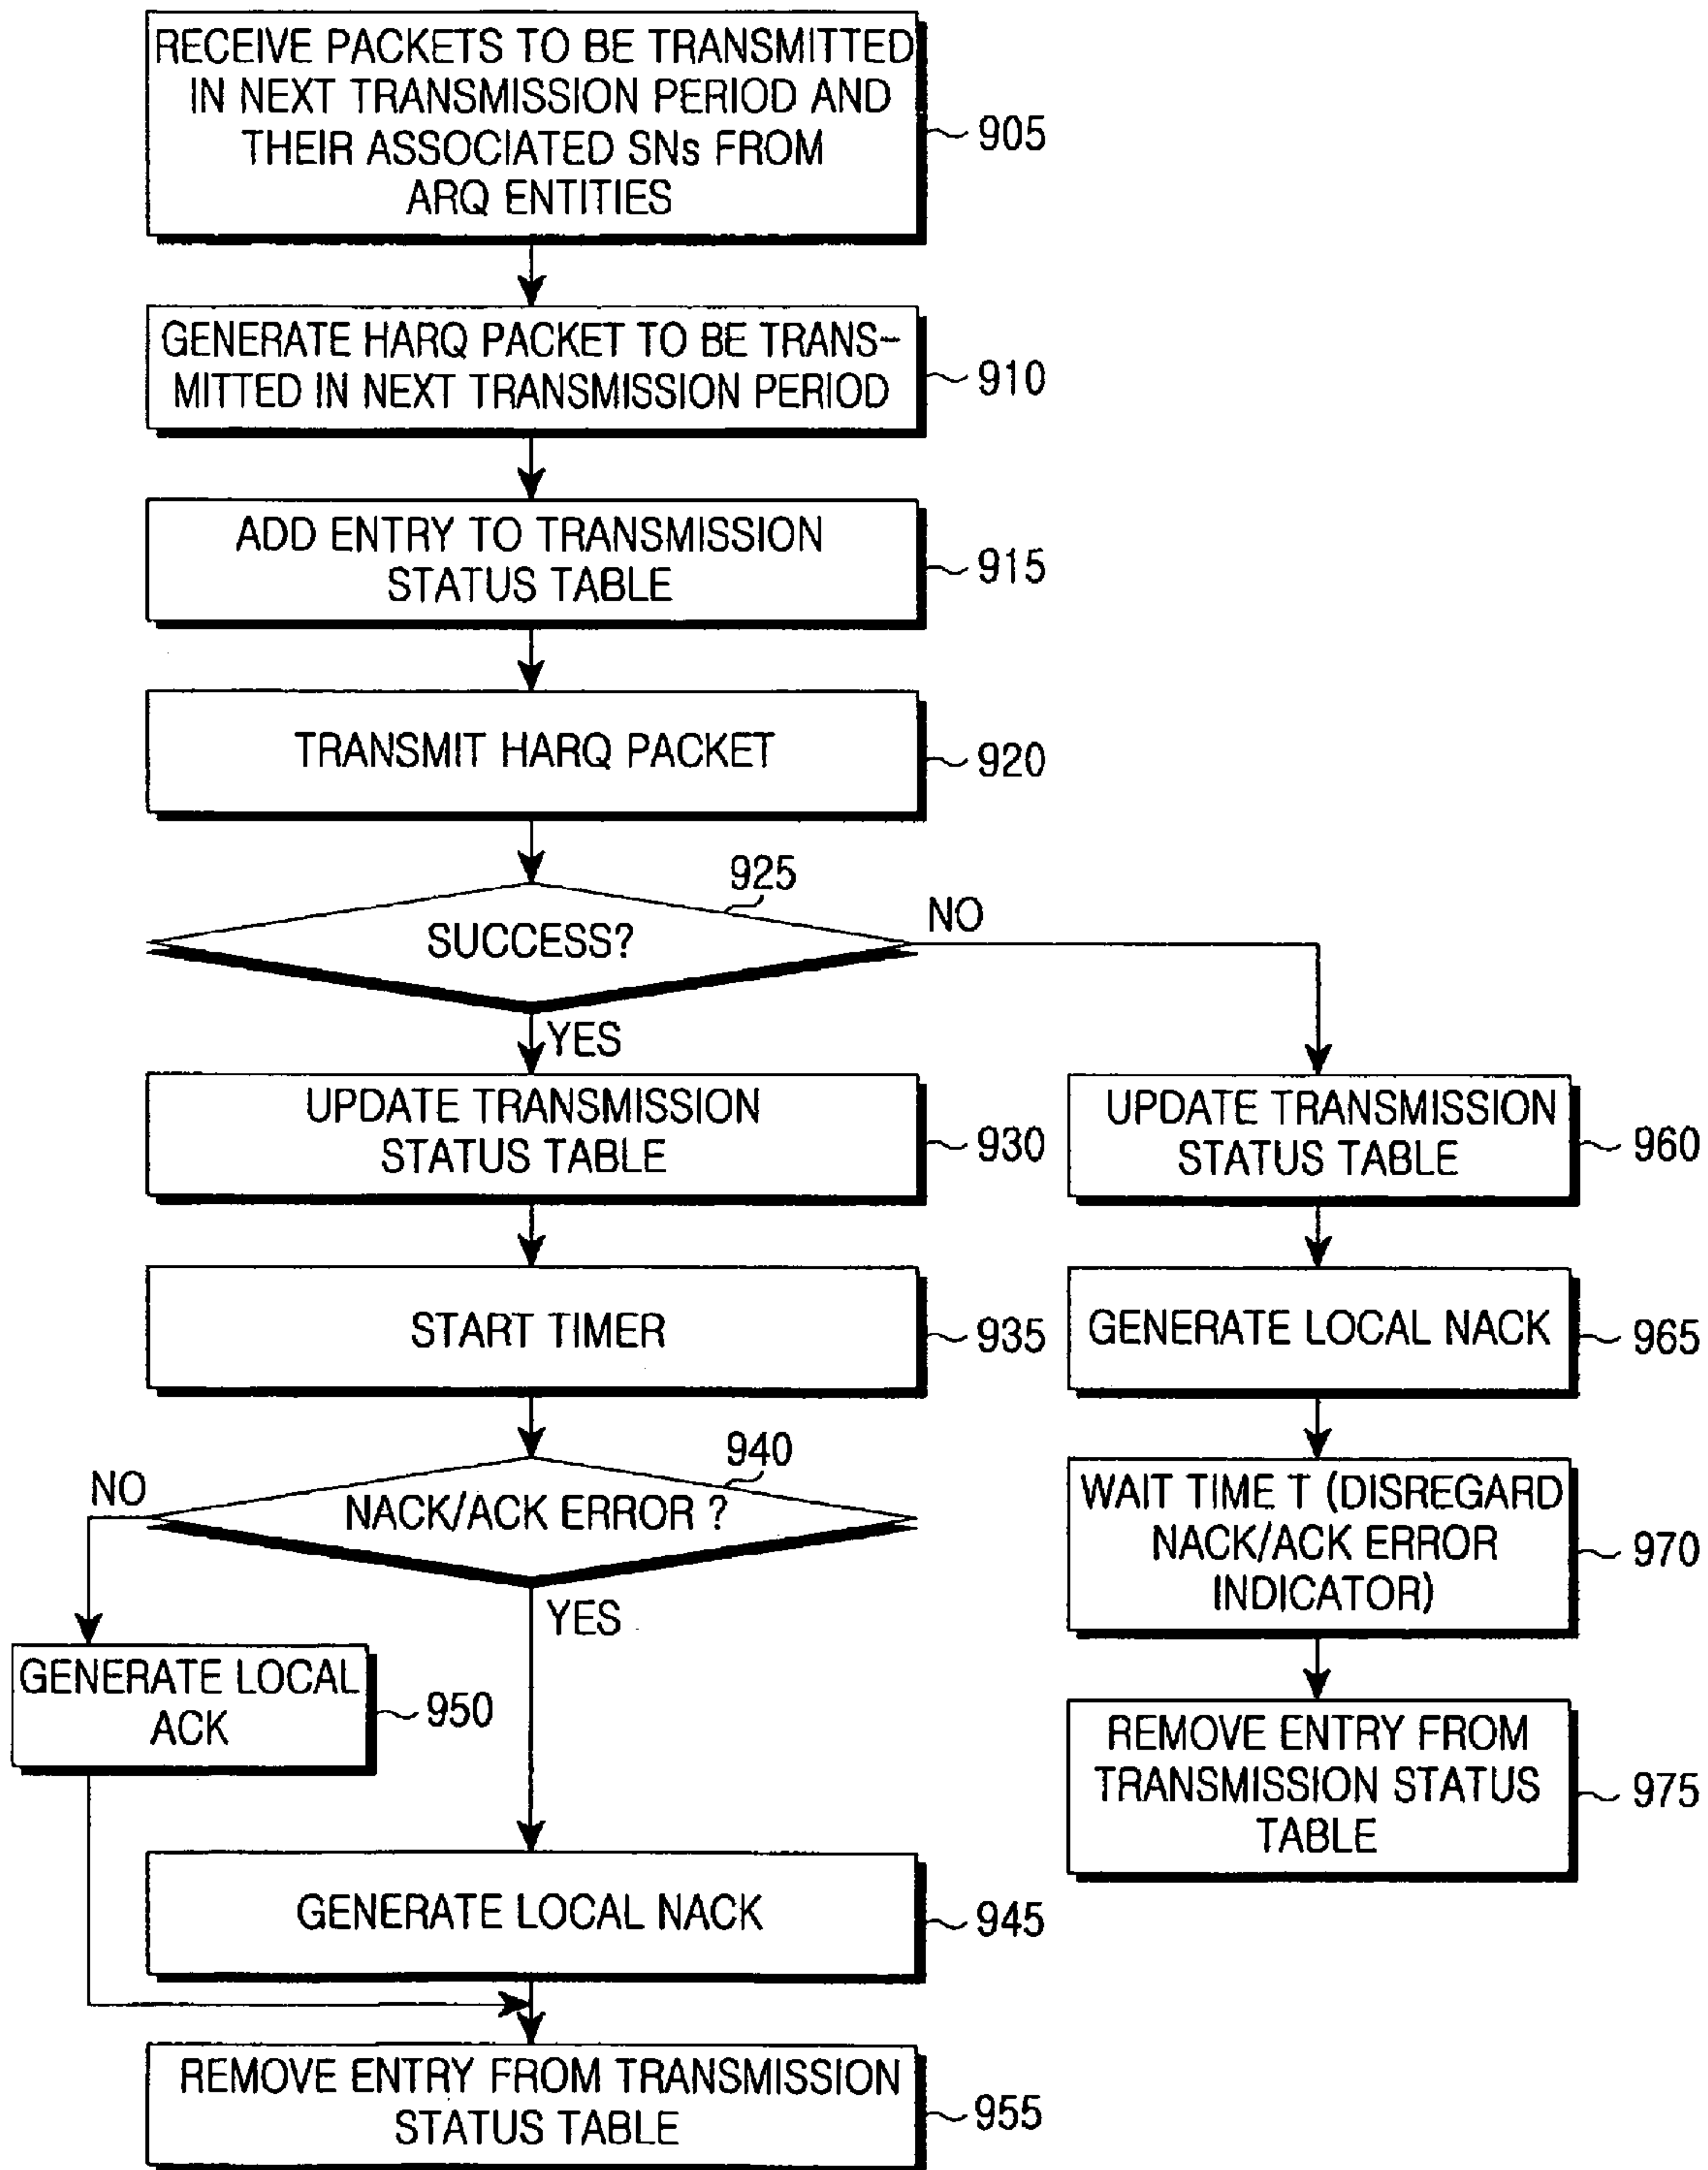 RECEIVE PACKETS TO BE TRANSMITTED
IN NEXT TRANSMISSION PERIOD AND
THEIR ASSOCIATED SNs FROM
ARQ ENTITIES
905
GENERATE HARQ PACKET TO BE TRANS-
MITTED IN NEXT TRANSMISSION PERIOD
910
ADD ENTRY TO TRANSMISSION
STATUS TABLE
915
TRANSMIT HARQ PACKET
920
925
SUCCESS?
NO
YES
UPDATE TRANSMISSION
STATUS TABLE
930
START TIMER
935
940
NACK/ACK ERROR ?
NO
YES
GENERATE LOCAL
ACK
950
GENERATE LOCAL NACK
945
REMOVE ENTRY FROM TRANSMISSION
STATUS TABLE
955
UPDATE TRANSMISSION
STATUS TABLE
960
GENERATE LOCAL NACK
965
WAIT TIME T (DISREGARD
NACK/ACK ERROR
INDICATOR)
970
REMOVE ENTRY FROM
TRANSMISSION STATUS
TABLE
975